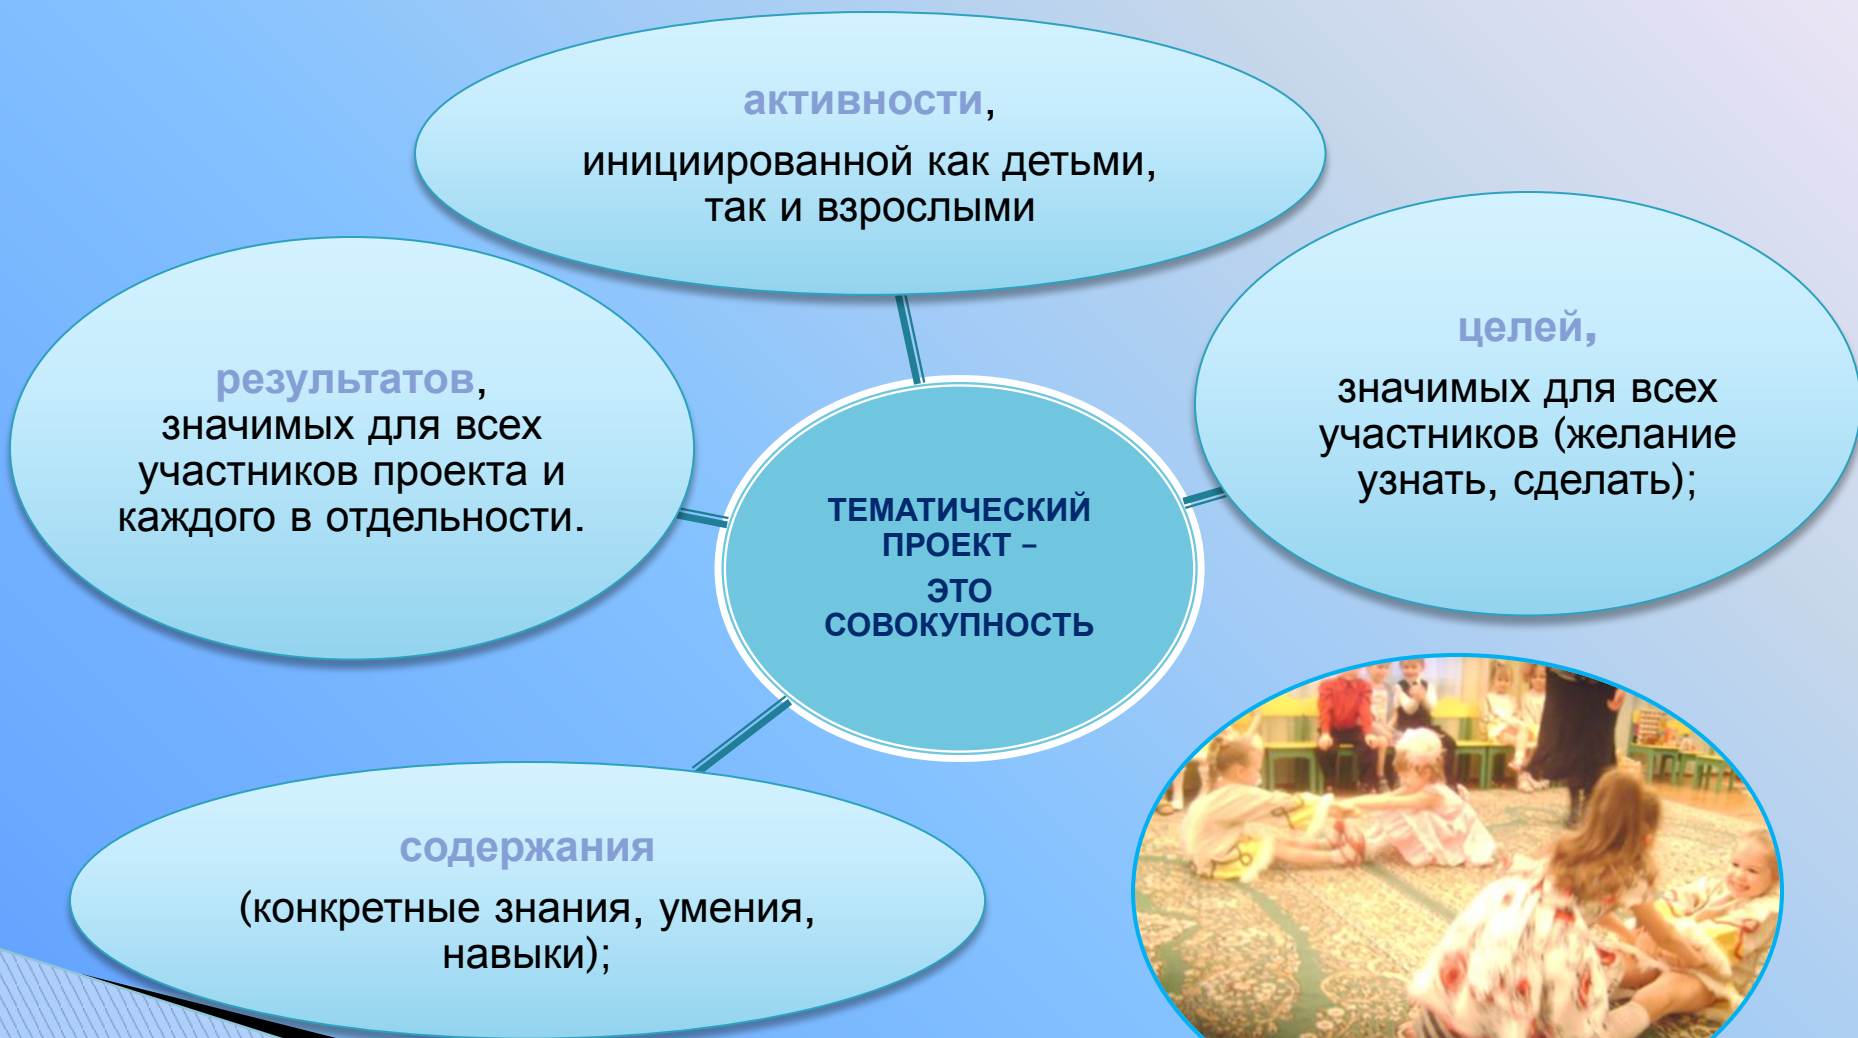 активности,
инициированной как детьми,
так и взрослыми
целей,
значимых для всех
участников (желание
узнать, сделать);
результатов,
значимых для всех
участников проекта и
каждого в отдельности.
ТЕМАТИЧЕСКИЙ
ПРОЕКТ –
ЭТО
СОВОКУПНОСТЬ
содержания
(конкретные знания, умения,
навыки);